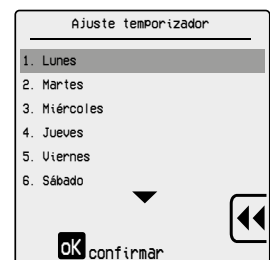 Ajuste temporizador
1. Lunes
2. Martes
3. Miércoles
4. Jueves
5. Viernes
6. Sábado
oK confirmar